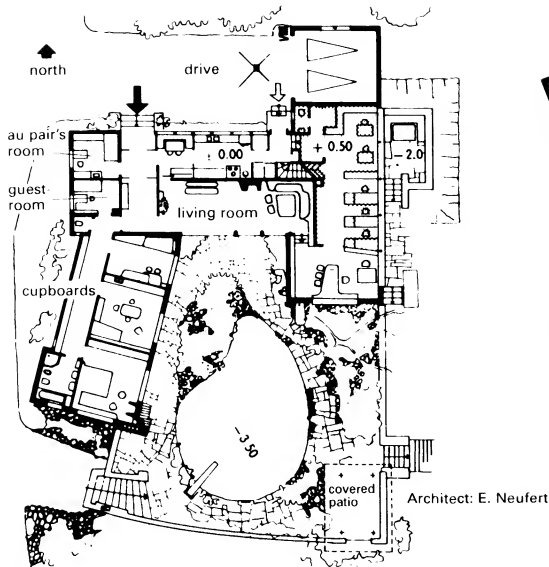 north
drive
au pair's
room
0.00
+ 0.50
- 2.0
guest
room
living room
cupboards
- 3 50
covered
patio
Architect: E. Neufert